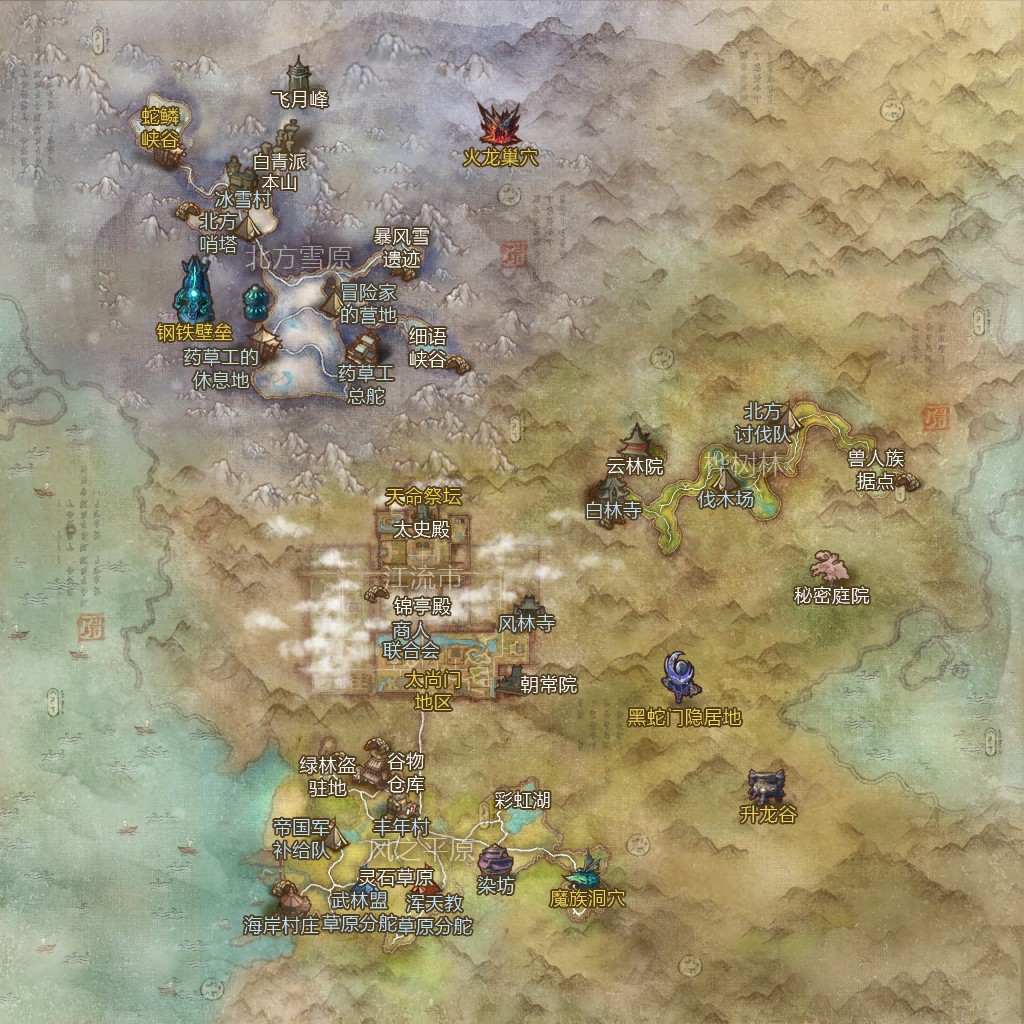 飞月峰
蛇鳞
峡谷
火龙巢穴
白青派
本山
冰雪村
北方
哨塔
暴风雪
遗迹
北方雪原
冒险家
的营地
钢铁壁垒
细语
峡谷
药草工的
休息地
药草工
总舵
北方
讨伐队
云林院
桦树林
兽人族
据点
伐木场
白林寺
天命祭坛
太史殿
江流市
秘密庭院
锦亭殿
风林寺
商人
联合会
太尚门
地区
朝常院
黑蛇门隐居地
绿林盗
驻地
谷物
仓库
彩虹湖
升龙谷
帝国军
补给队
丰年村
风之平原
灵石草原
染坊
武林盟
草原分舵
浑天教
草原分舵
魔族洞穴
海岸村庄